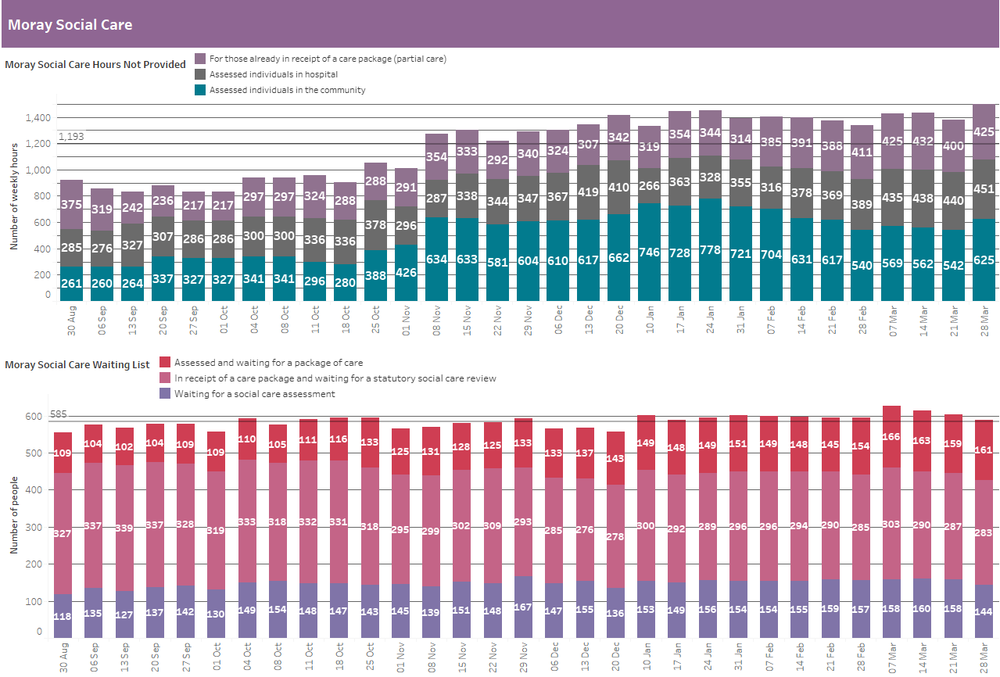 Moray Social Care
Moray Social Care Hours Not Provided
For those already in receipt of a care package (partial care)
Assessed individuals in hospital
Assessed individuals in the community
Number of weekly hours
1,400
1,200
1,000
800
600
400
200
0
1,193
375 319 242 236 217 217 297 297 324 288 288 291 354 333 292 340 324 307 342 319 354 344 314 385 391 388 411 425 432 400 425
285 276 327 307 286 286 300 300 336 336 378 296 287 338 344 347 367 419 410 266 363 328 355 316 378 369 389 435 438 440 451
261 260 264 337 327 327 341 341 296 280 388 426 634 633 581 604 610 617 662 746 728 778 721 704 631 617 540 569 562 542 625
30 Aug 06 Sep 13 Sep 20 Sep 27 Sep 01 Oct 04 Oct 08 Oct 11 Oct 18 Oct 25 Oct 01 Nov 08 Nov 15 Nov 22 Nov 29 Nov 06 Dec 13 Dec 20 Dec 10 Jan 17 Jan 24 Jan 31 Jan 07 Feb 14 Feb 21 Feb 28 Feb 07 Mar 14 Mar 21 Mar 28 Mar
Moray Social Care Waiting List
Assessed and waiting for a package of care
In receipt of a care package and waiting for a statutory social care review
Waiting for a social care assessment
Number of people
600
500
400
300
200
100
0
585
109 104 102 104 109 109 110 105 111 116 133 125 131 128 125 133 133 137 143 149 148 149 151 149 148 145 154 166 163 159 161
327 337 339 337 328 319 333 318 332 331 318 295 299 302 309 293 285 276 278 300 292 289 296 296 294 290 285 303 290 287 283
118 135 127 137 142 130 149 154 148 147 143 145 139 151 148 167 147 155 136 153 149 156 154 154 155 159 157 158 160 158 144
30 Aug 06 Sep 13 Sep 20 Sep 27 Sep 01 Oct 04 Oct 08 Oct 11 Oct 18 Oct 25 Oct 01 Nov 08 Nov 15 Nov 22 Nov 29 Nov 06 Dec 13 Dec 20 Dec 10 Jan 17 Jan 24 Jan 31 Jan 07 Feb 14 Feb 21 Feb 28 Feb 07 Mar 14 Mar 21 Mar 28 Mar